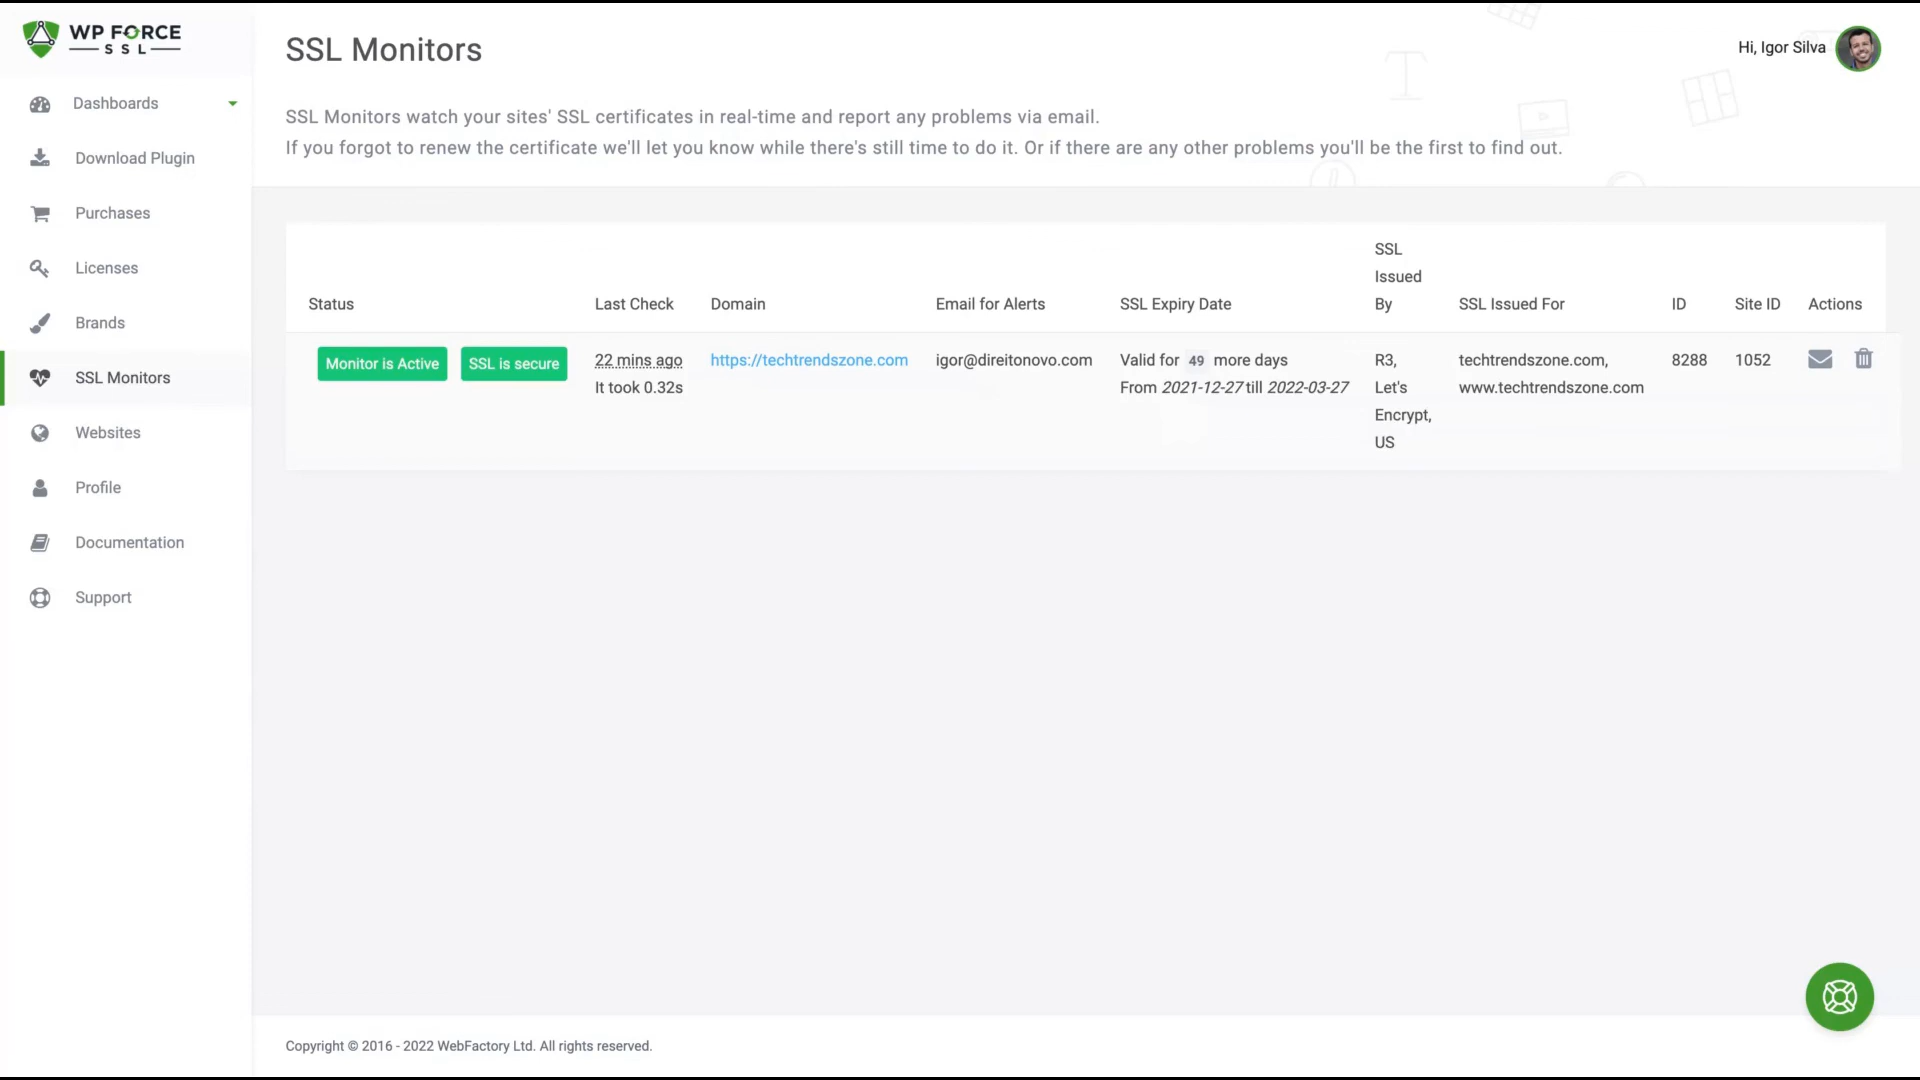 WP FORCE
SSL
Dashboards
Download Plugin
Purchases
Licenses
Brands
SSL Monitors
Websites
Profile
Documentation
Support
SSL Monitors
Hi, Igor Silva
SSL Monitors watch your sites' SSL certificates in real-time and report any problems via email.
If you forgot to renew the certificate we'll let you know while there's still time to do it. Or if there are any other problems you'll be the first to find out.
Status
Last Check
Domain
Email for Alerts
SSL Expiry Date
SSL
Issued
By
SSL Issued For
ID
Site ID
Actions
Monitor is Active
SSL is secure
22 mins ago
It took 0.32s
https://techtrendszone.com
igor@direitonovo.com
Valid for 49 more days
From 2021-12-27 till 2022-03-27
R3,
Let's
Encrypt,
US
techtrendszone.com,
www.techtrendszone.com
8288
1052
Copyright © 2016 - 2022 WebFactory Ltd. All rights reserved.